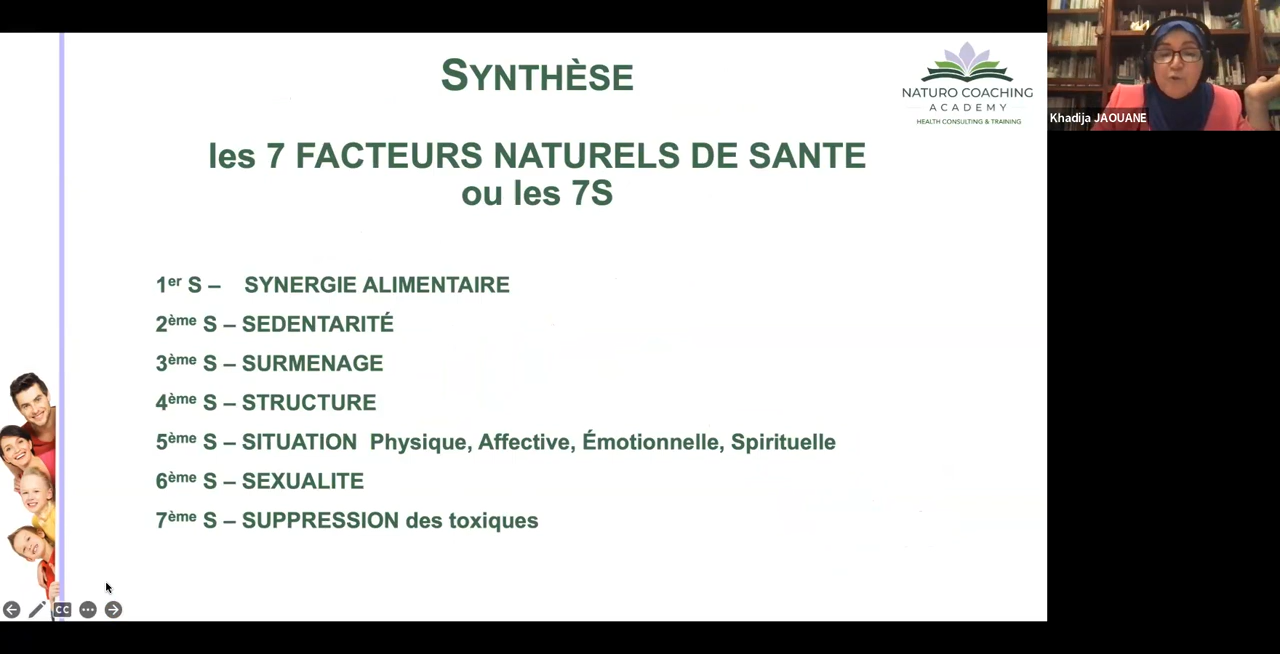 SYNTHÈSE
NATURO COACHING
ACADEMY
HEALTH CONSULTING & TRAINING
Khadija JAOUANE
les 7 FACTEURS NATURELS DE SANTE
ou les 7S
1er S – SYNERGIE ALIMENTAIRE
2ème S – SEDENTARITÉ
3ème S – SURMENAGE
4ème S – STRUCTURE
5ème S – SITUATION Physique, Affective, Émotionnelle, Spirituelle
6ème S – SEXUALITE
7ème S – SUPPRESSION des toxiques
CC